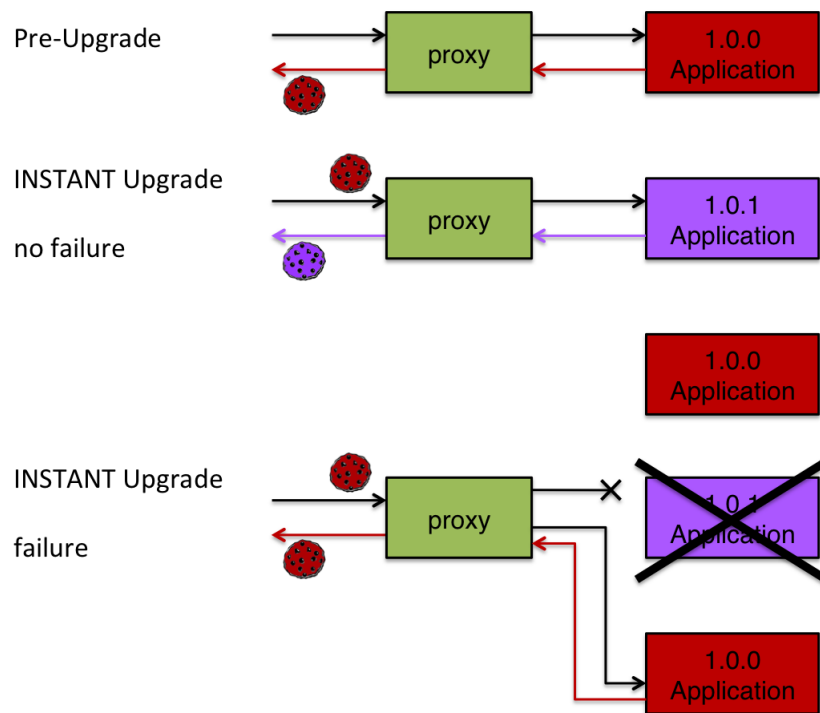 Pre-Upgrade
proxy
1.0.0
Application
INSTANT Upgrade
no failure
proxy
1.0.1
Application
1.0.0
Application
INSTANT Upgrade
failure
proxy
1.0.1
Application
1.0.0
Application